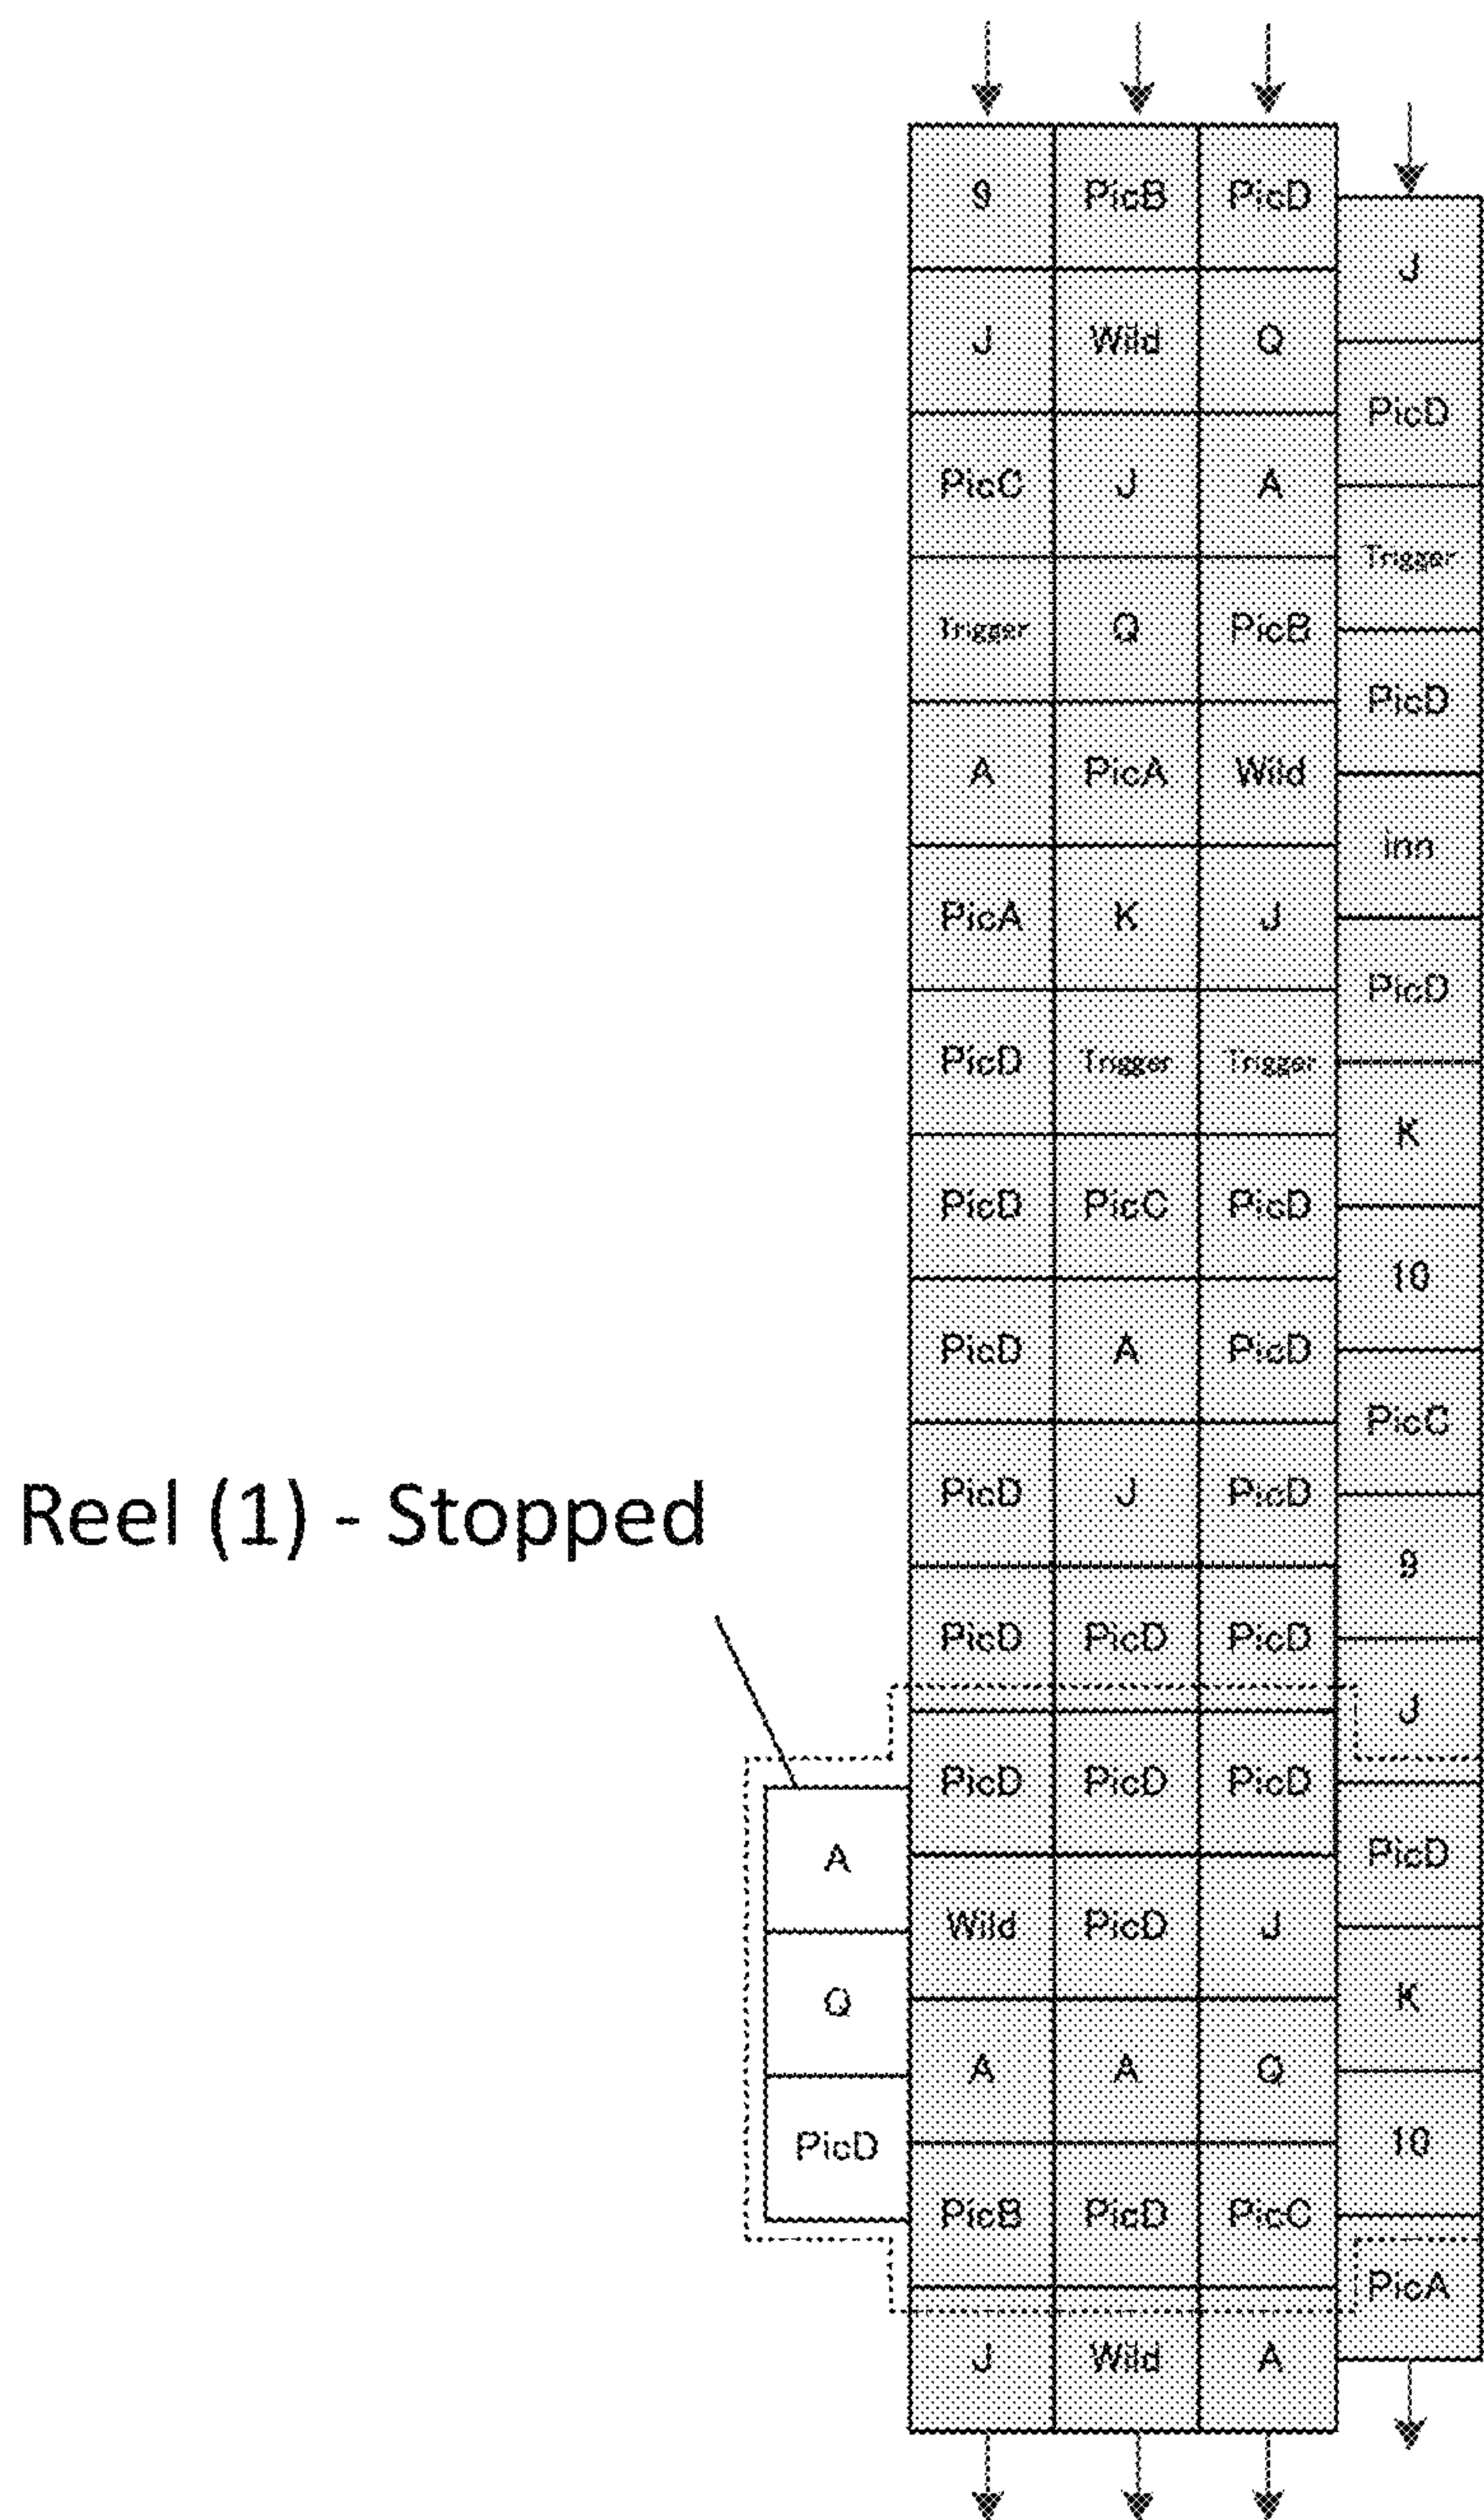 9 PicB PicD
J
J Wild Q
PicD
PicC J A
Trigger
Trigger Q PicB
PicD
A PicA Wild
inn
PicA K J
PicD
PicD Trigger Trigger
K
PicD PicC PicD
10
PicD A PicD
PicC
Reel (1) - Stopped
PicD J PicD
9
PicD PicD PicD
J
PicD PicD PicD
A
PicD
Wild PicD J
Q
K
A A Q
PicD
10
PicB PicD PicC
PicA
J Wild A